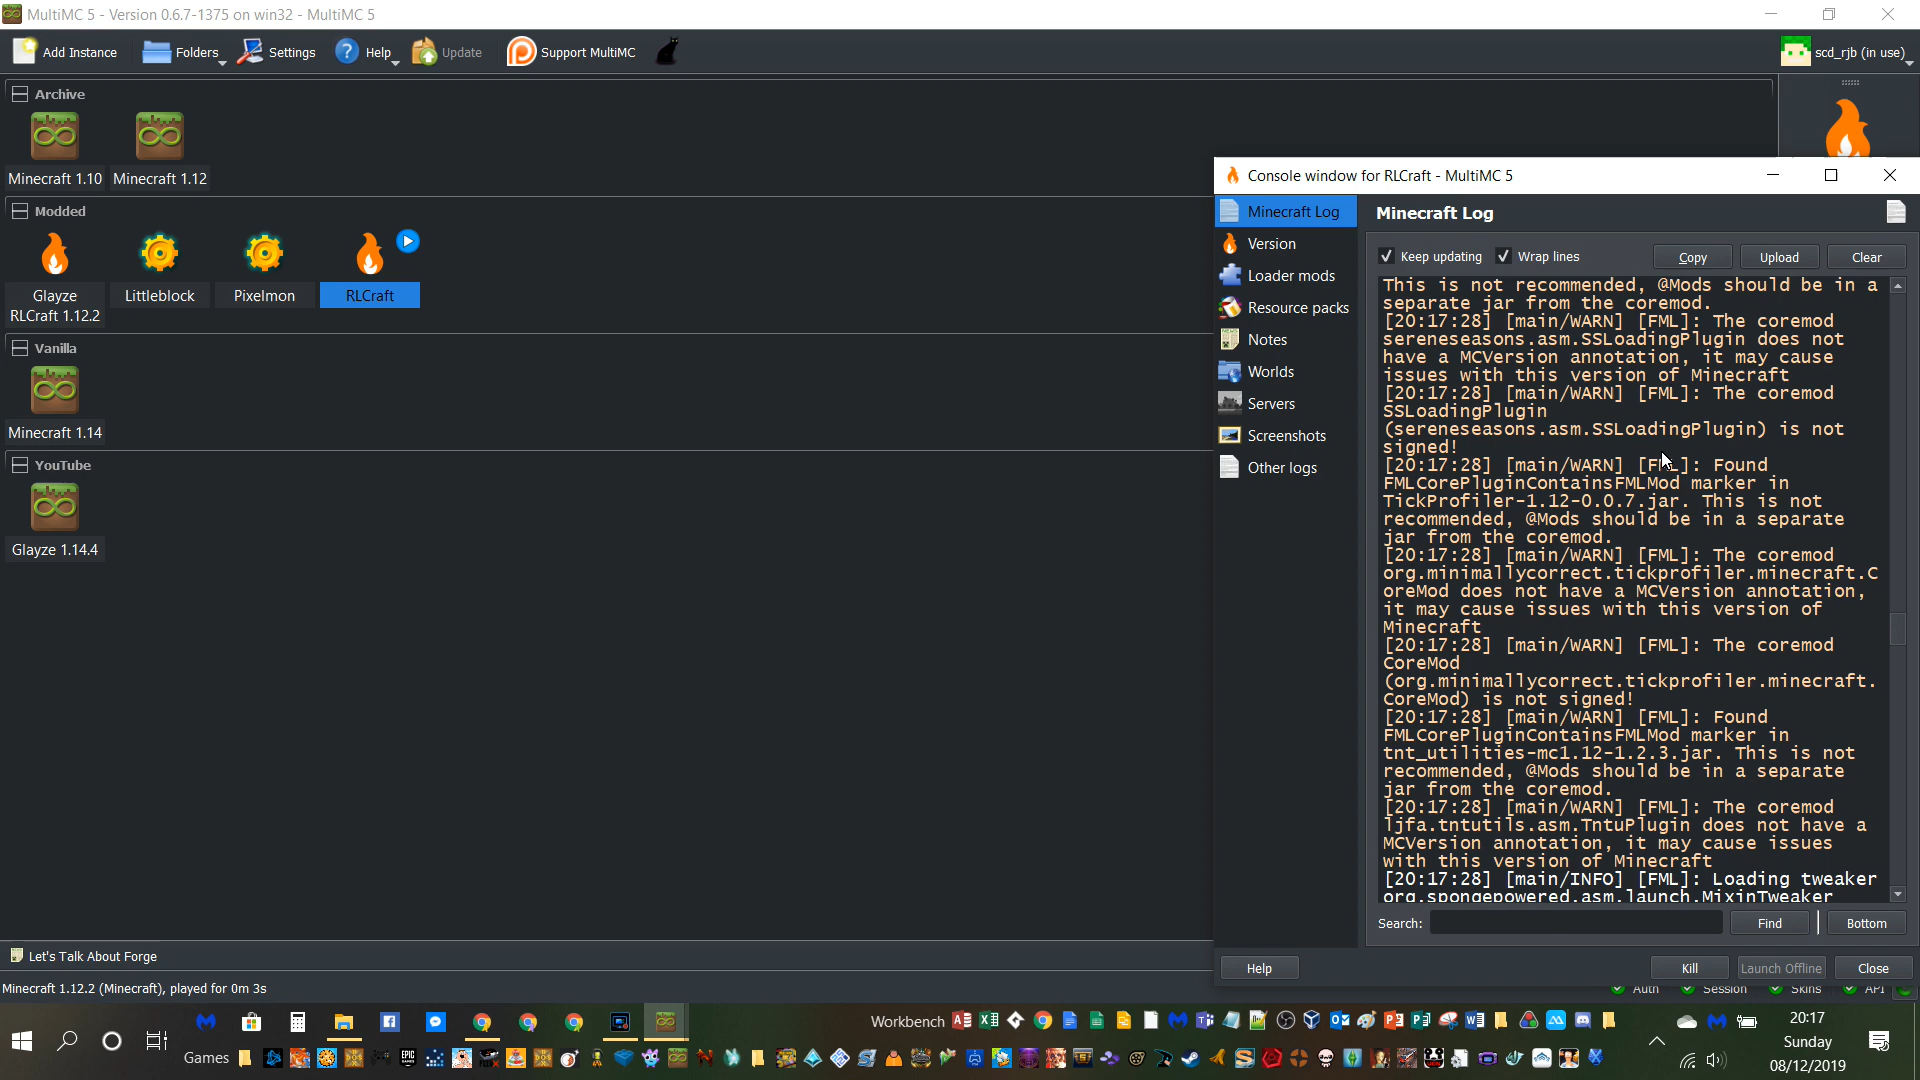 MultiMC 5 - Version 0.6.7-1375 on win32 - MultiMC 5
Add Instance
Folders
Settings
Help
Update
Support MultiMC
scd_rjb (in use)
Archive
Minecraft 1.10
Minecraft 1.12
Modded
Glayze
RLCraft 1.12.2
Littleblock
Pixelmon
RLCraft
Vanilla
Minecraft 1.14
YouTube
Glayze 1.14.4
Console window for RLCraft - MultiMC 5
Minecraft Log
Version
Loader mods
Resource packs
Notes
Worlds
Servers
Screenshots
Other logs
Minecraft Log
Keep updating
Wrap lines
Copy
Upload
Clear
This is not recommended, @Mods should be in a
separate jar from the coremod.
[20:17:28] [main/WARN] [FML]: The coremod
sereneseasons.asm.SSLoadingPlugin does not
have a MCVersion annotation, it may cause
issues with this version of Minecraft
[20:17:28] [main/WARN] [FML]: The coremod
SSLoadingPlugin
(sereneseasons.asm.SSLoadingPlugin) is not
signed!
[20:17:28] [main/WARN] [FML]: Found
FMLCorePluginContainsFMLMod marker in
TickProfiler-1.12-0.0.7.jar. This is not
recommended, @Mods should be in a separate
jar from the coremod.
[20:17:28] [main/WARN] [FML]: The coremod
org.minimallycorrect.tickprofiler.minecraft.C
oreMod does not have a MCVersion annotation,
it may cause issues with this version of
Minecraft
[20:17:28] [main/WARN] [FML]: The coremod
CoreMod
(org.minimallycorrect.tickprofiler.minecraft.
CoreMod) is not signed!
[20:17:28] [main/WARN] [FML]: Found
FMLCorePluginContainsFMLMod marker in
tnt_utilities-mc1.12-1.2.3.jar. This is not
recommended, @Mods should be in a separate
jar from the coremod.
[20:17:28] [main/WARN] [FML]: The coremod
ljfa.tntutils.asm.TntuPlugin does not have a
MCVersion annotation, it may cause issues
with this version of Minecraft
[20:17:28] [main/INFO] [FML]: Loading tweaker
org.spongepowered.asm.launch.MixinTweaker
Search:
Find
Bottom
Help
Kill
Launch Offline
Close
Let's Talk About Forge
Minecraft 1.12.2 (Minecraft), played for 0m 3s
Auth
Session
Skins
API
Workbench
Games
20:17
Sunday
08/12/2019